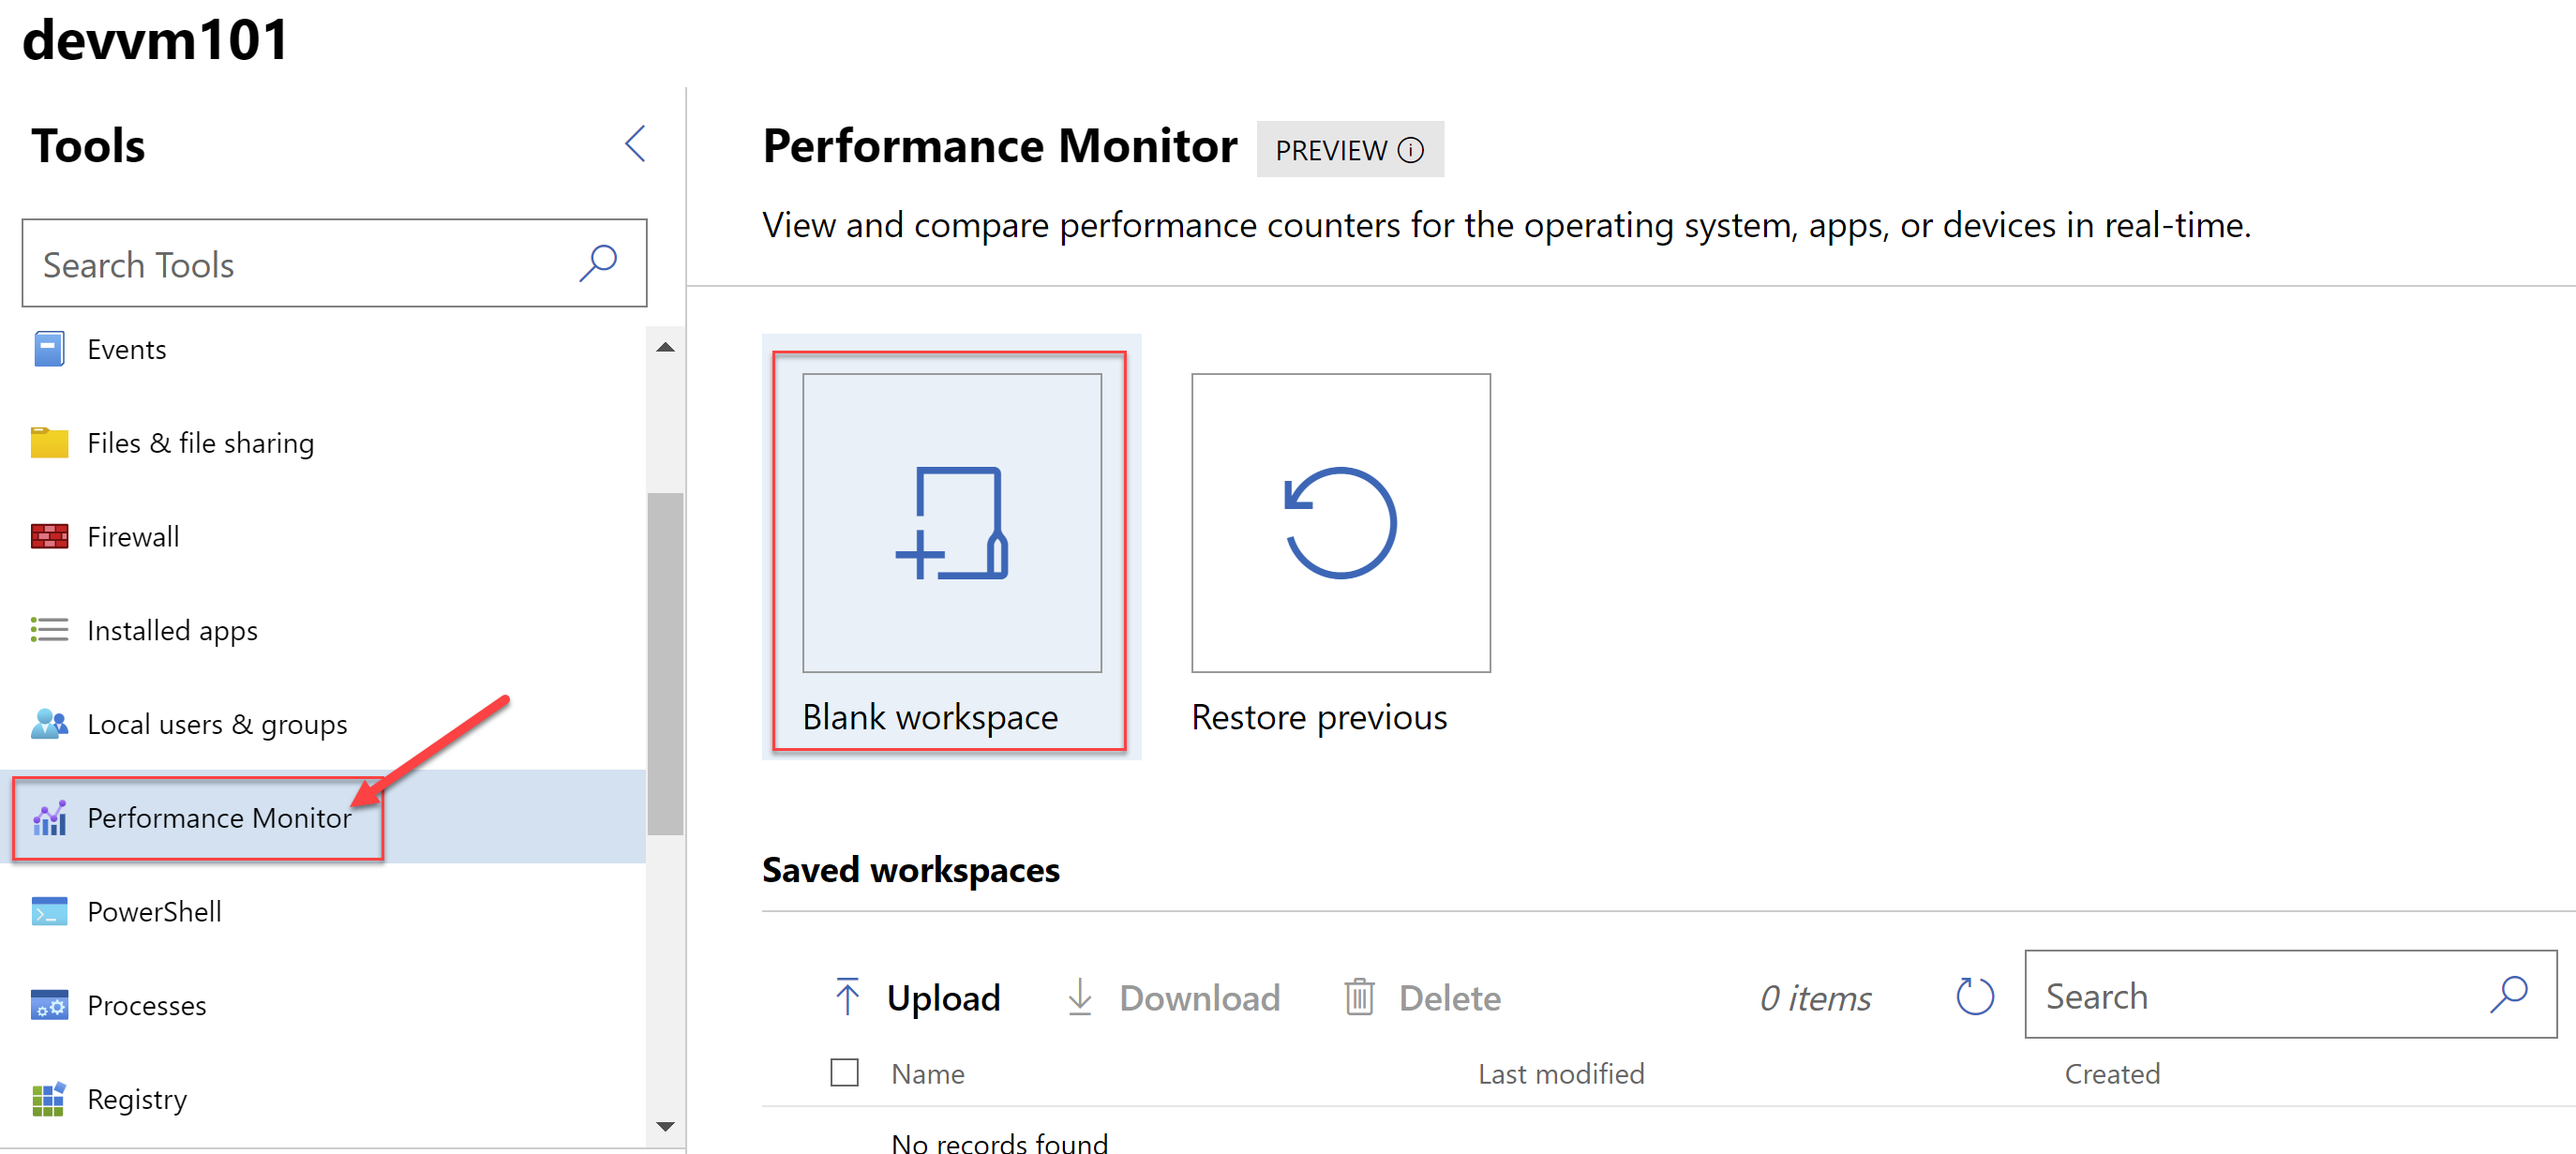 devvm101
Tools
Search Tools
Events
Files & file sharing
Firewall
Installed apps
Local users & groups
Performance Monitor
PowerShell
Processes
Registry
Performance Monitor PREVIEW
View and compare performance counters for the operating system, apps, or devices in real-time.
Blank workspace Restore previous
Saved workspaces
Upload Download Delete 0 items Search
Name Last modified Created
No records found